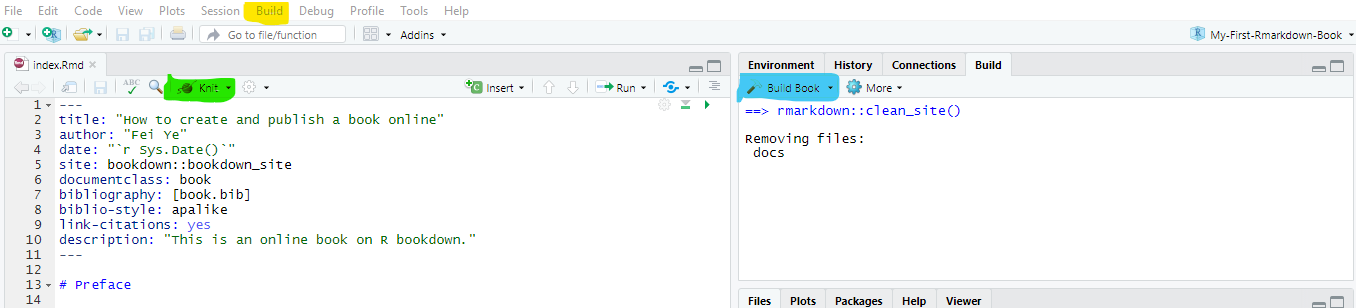 File Edit Code View Plots Session Build Debug Profile Tools Help
Go to file/function Addins My-First-Rmarkdown-Book
index.Rmd
ABC Knit Insert Run
1 ---
2 title: "How to create and publish a book online"
3 author: "Fei Ye"
4 date: "`r Sys.Date()`"
5 site: bookdown::bookdown_site
6 documentclass: book
7 bibliography: [book.bib]
8 biblio-style: apalike
9 link-citations: yes
10 description: "This is an online book on R bookdown."
11 ---
12
13 # Preface
14
Environment History Connections Build
Build Book More
==> rmarkdown::clean_site()
Removing files:
docs
Files Plots Packages Help Viewer